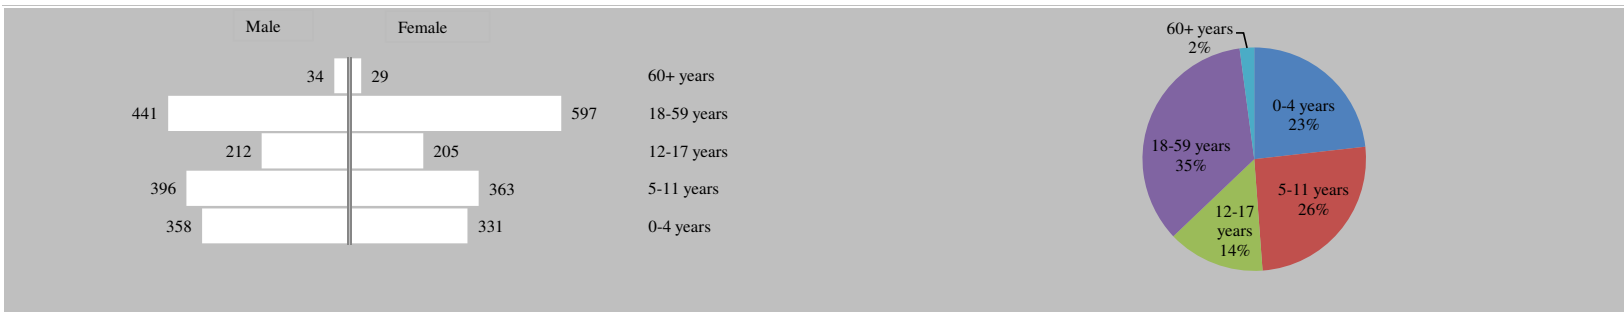 Male Female
34 29 60+ years
441 597 18-59 years
212 205 12-17 years
396 363 5-11 years
358 331 0-4 years
60+ years
2%
0-4 years
23%
18-59 years
35%
5-11 years
26%
12-17
years
14%